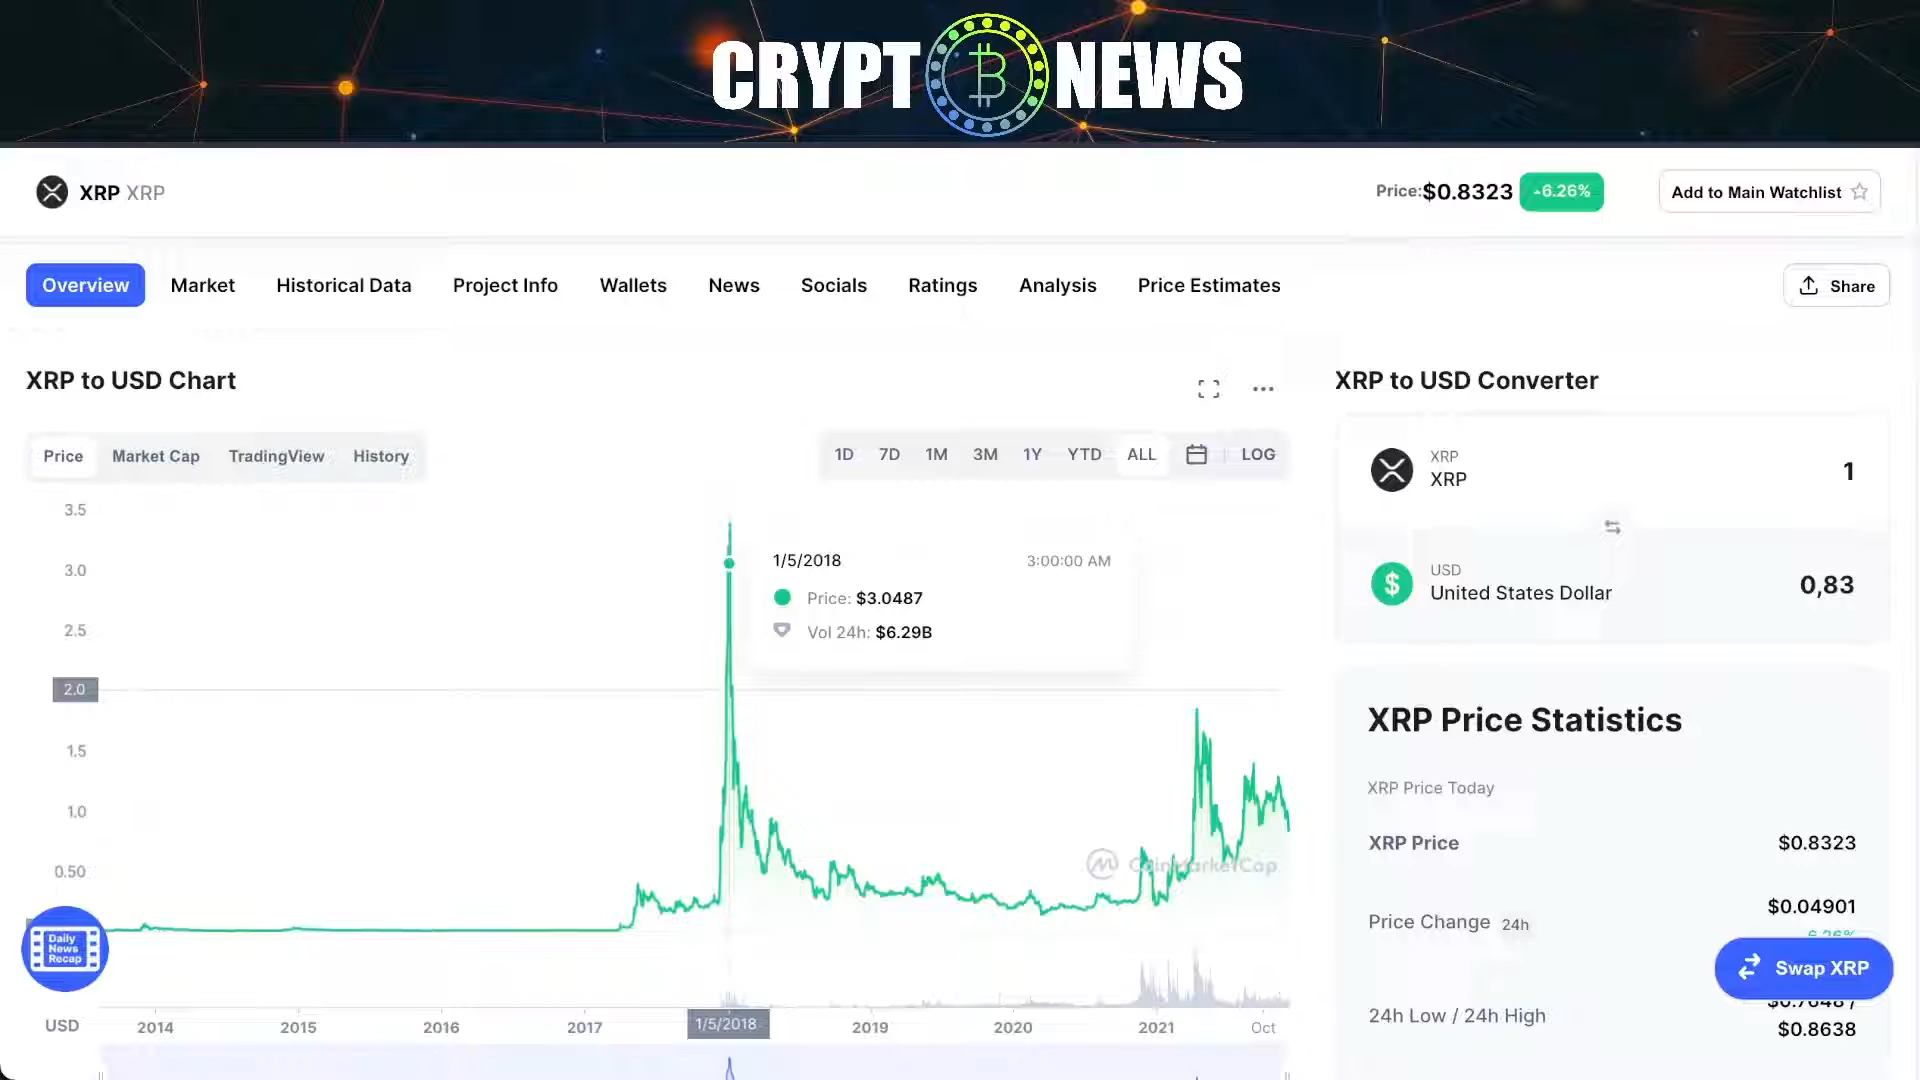 CRYPT NEWS
XRP XRP
Price:$0.8323 6.26%
Add to Main Watchlist
Overview Market Historical Data Project Info Wallets News Socials Ratings Analysis Price Estimates
Share
XRP to USD Chart
XRP to USD Converter
Price Market Cap TradingView History
1D 7D 1M 3M 1Y YTD ALL LOG
XRP
XRP
1
USD
United States Dollar
0,83
3.5
3.0
2.5
2.0
1.5
1.0
0.50
1/5/2018 3:00:00 AM
Price: $3.0487
Vol 24h: $6.29B
CoinMarketCap
XRP Price Statistics
XRP Price Today
XRP Price $0.8323
Price Change 24h $0.04901
6.26%
Swap XRP
24h Low / 24h High
$0.7648 /
$0.8638
Daily
News
Recap
USD 2014 2015 2016 2017 1/5/2018 2019 2020 2021 Oct